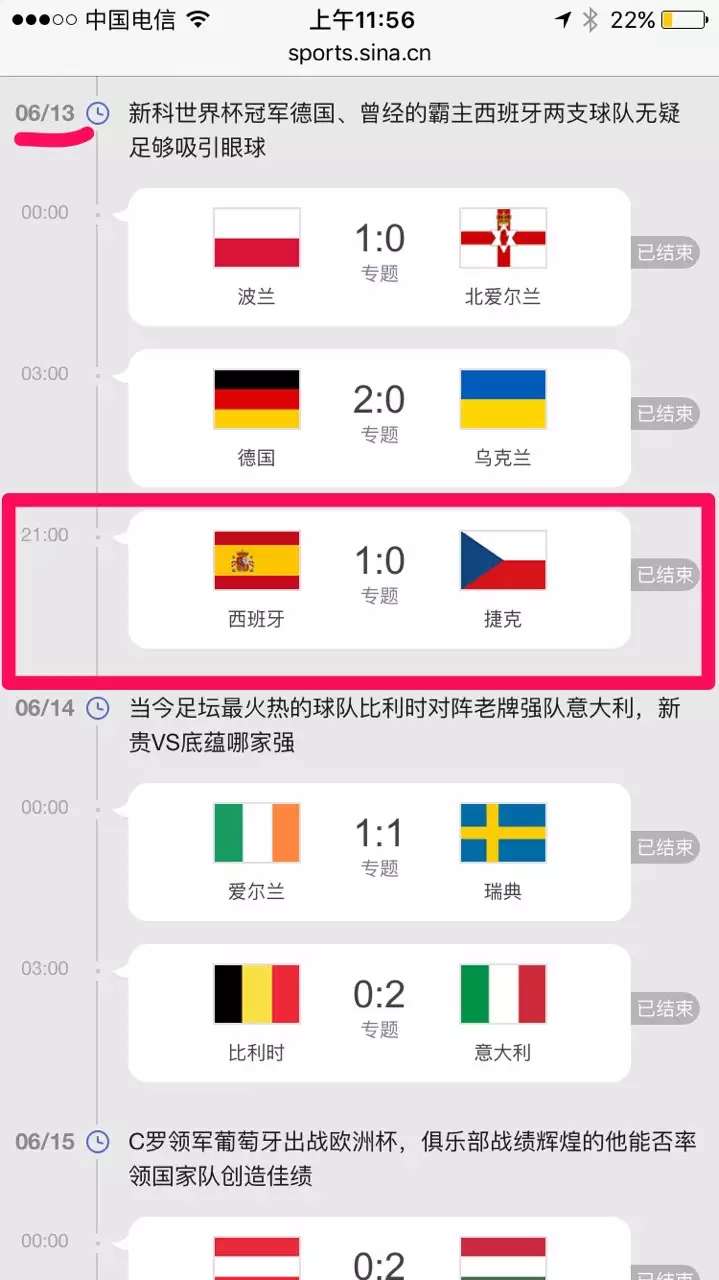 中国电信 上午11:56 22%
sports.sina.cn
06/13 新科世界杯冠军德国、曾经的霸主西班牙两支球队无疑
足够吸引眼球
00:00
1:0
已结束
专题
波兰 北爱尔兰
03:00
2:0
已结束
专题
德国 乌克兰
21:00
1:0
已结束
专题
西班牙 捷克
06/14 当今足坛最火热的球队比利时对阵老牌强队意大利，新
贵VS底蕴哪家强
00:00
1:1
已结束
专题
爱尔兰 瑞典
03:00
0:2
已结束
专题
比利时 意大利
06/15 C罗领军葡萄牙出战欧洲杯，俱乐部战绩辉煌的他能否率
领国家队创造佳绩
00:00
0:2
已结束